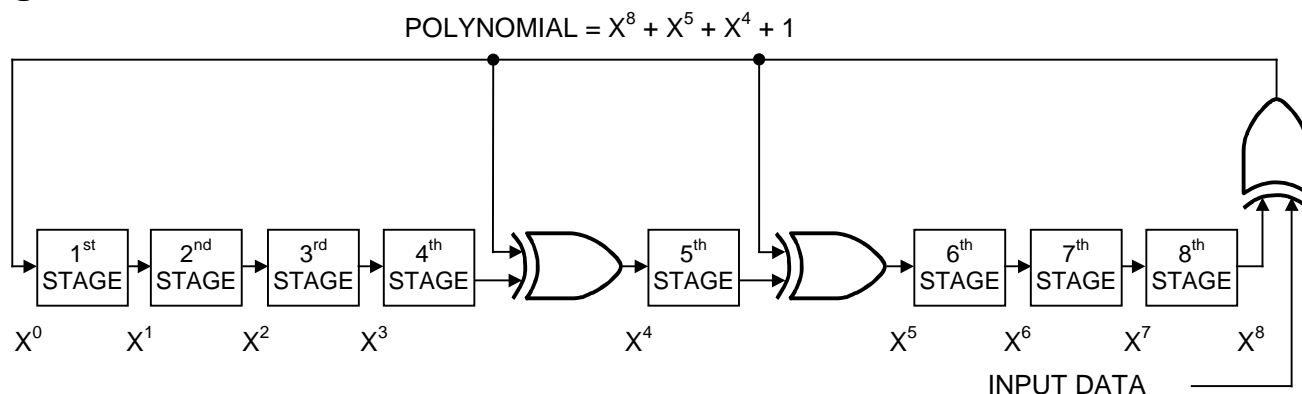 POLYNOMIAL = X⁸ + X⁵ + X⁴ + 1
1st STAGE
2nd STAGE
3rd STAGE
4th STAGE
5th STAGE
6th STAGE
7th STAGE
8th STAGE
X⁰ X¹ X² X³ X⁴ X⁵ X⁶ X⁷ X⁸
INPUT DATA